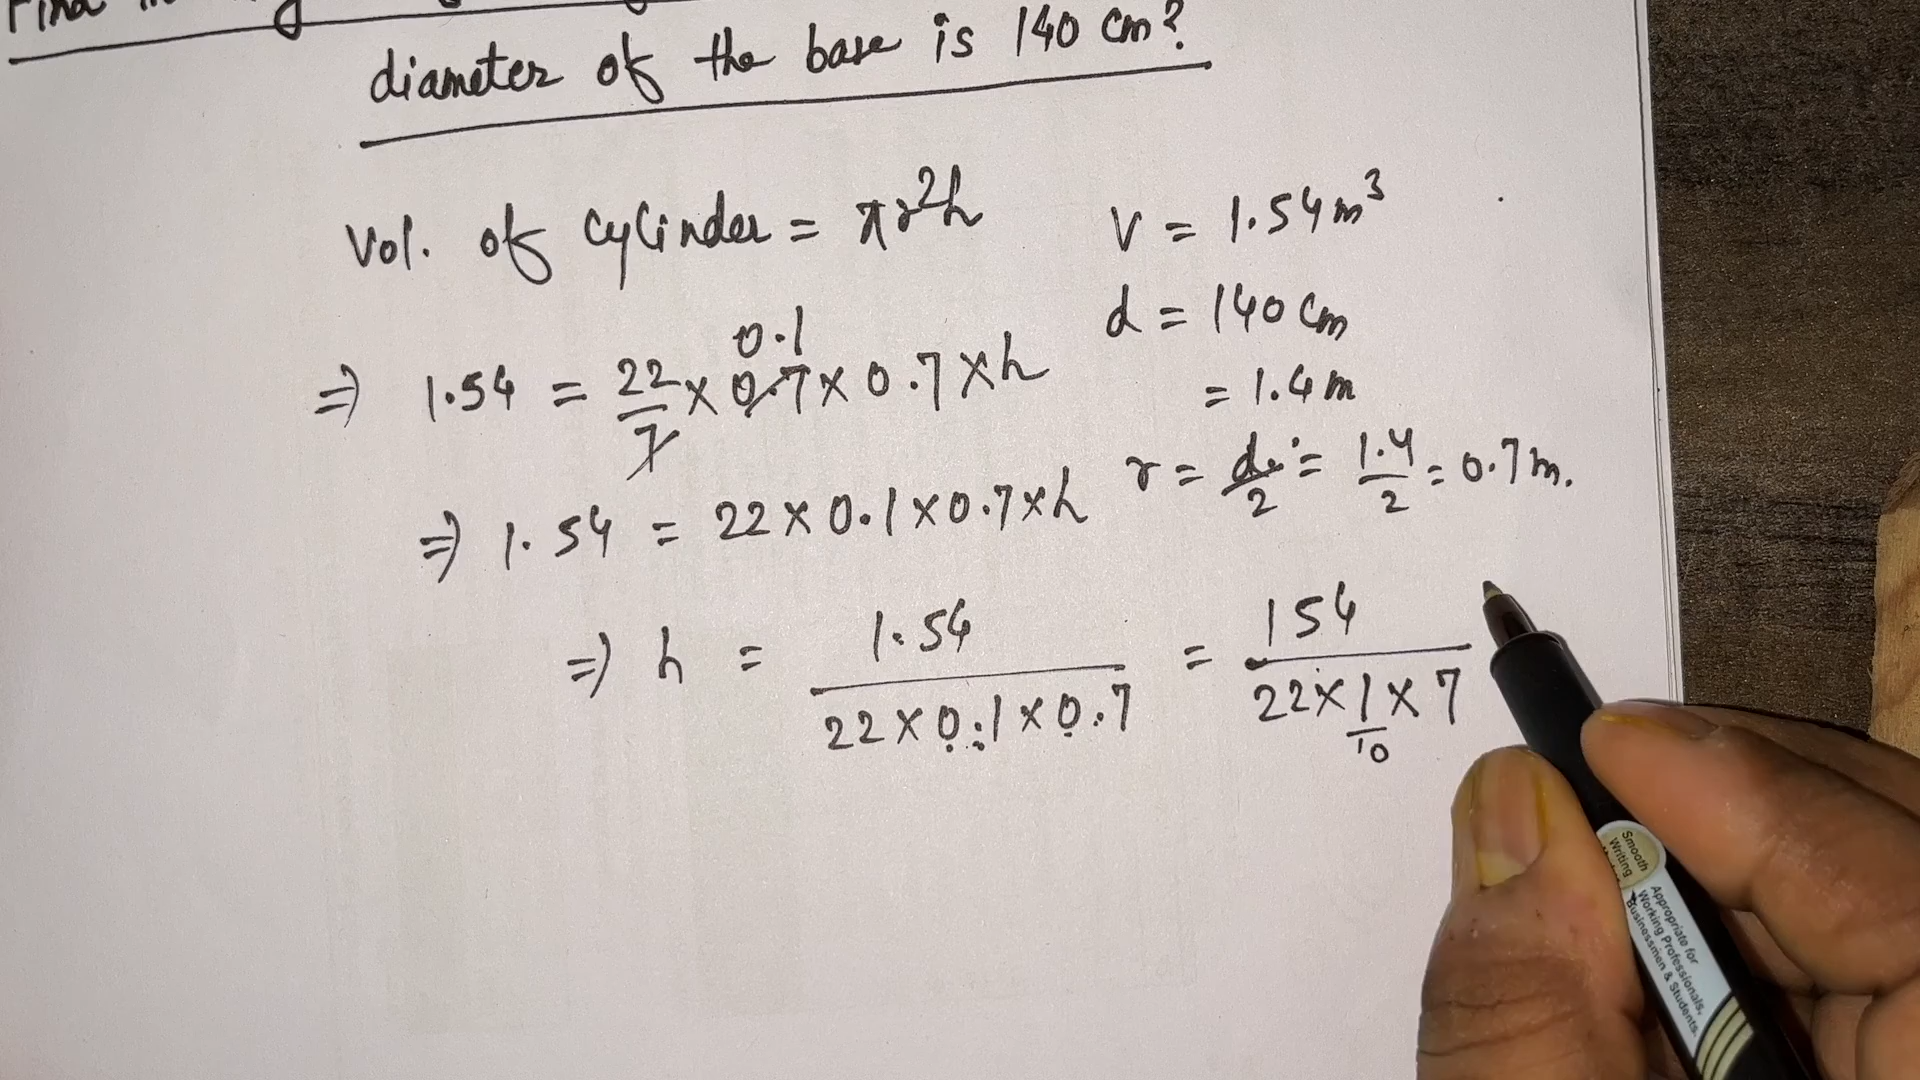 Find
diameter of the base is 140 cm?
Vol. of cylinder = πr²h
V = 1.54 m³
d = 140 cm
= 1.4 m
r = d/2 = 1.4/2 = 0.7 m.
0.1
⇒ 1.54 = 22/7 × 0.7 × 0.7 × h
⇒ 1.54 = 22 × 0.1 × 0.7 × h
⇒ h = 1.54/(22 × 0.1 × 0.7) = 154/(22 × 1/10 × 7)
Smooth
Writing
Appropriate for
Working Professionals,
Businessmen & Students.